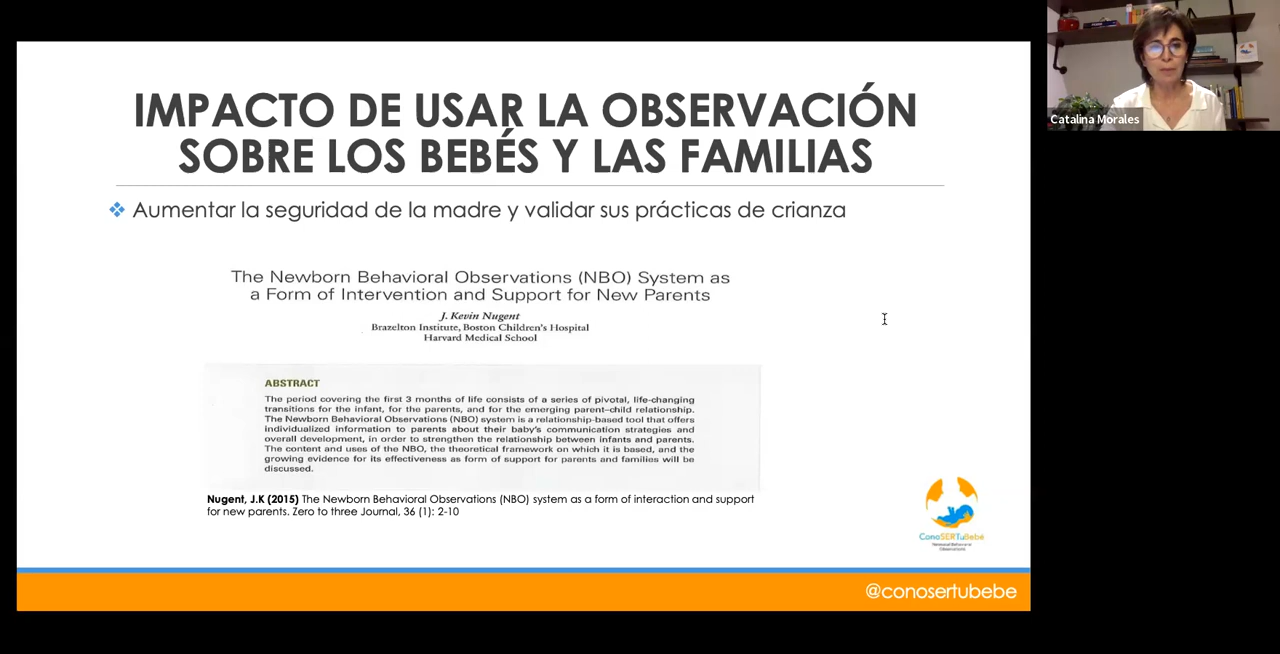 IMPACTO DE USAR LA OBSERVACIÓN
SOBRE LOS BEBÉS Y LAS FAMILIAS
Aumentar la seguridad de la madre y validar sus prácticas de crianza
The Newborn Behavioral Observations (NBO) System as
a Form of Intervention and Support for New Parents
J. Kevin Nugent
Brazelton Institute, Boston Children's Hospital
Harvard Medical School
ABSTRACT
The period covering the first 3 months of life consists of a series of pivotal, life-changing
transitions for the infant, for the parents, and for the emerging parent–child relationship.
The Newborn Behavioral Observations (NBO) system is a relationship-based tool that offers
individualized information to parents about their baby's communication strategies and
overall development, in order to strengthen the relationship between infants and parents.
The content and uses of the NBO, the theoretical framework on which it is based, and the
growing evidence for its effectiveness as form of support for parents and families will be
discussed.
Nugent, J.K (2015) The Newborn Behavioral Observations (NBO) system as a form of interaction and support
for new parents. Zero to three Journal, 36 (1): 2-10
ConoSERTuBebé
Observations
@conosertubebe
Catalina Morales